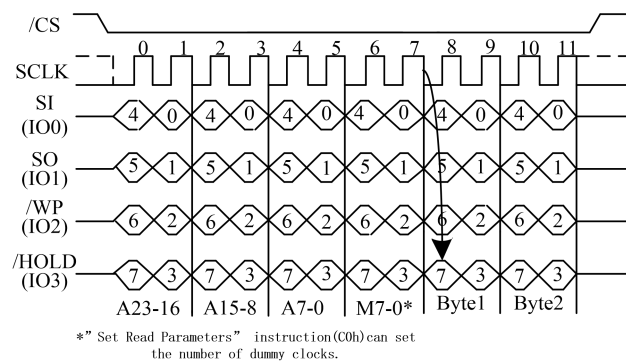 /CS
0 1 2 3 4 5 6 7 8 9 10 11
SCLK
SI
(IO0)
4 0 4 0 4 0 4 0 4 0 4 0
SO
(IO1)
5 1 5 1 5 1 5 1 5 1 5 1
/WP
(IO2)
6 2 6 2 6 2 6 2 6 2 6 2
/HOLD
(IO3)
7 3 7 3 7 3 7 3 7 3 7 3
A23-16 A15-8 A7-0 M7-0* Byte1 Byte2
*" Set Read Parameters" instruction(C0h)can set
the number of dummy clocks.